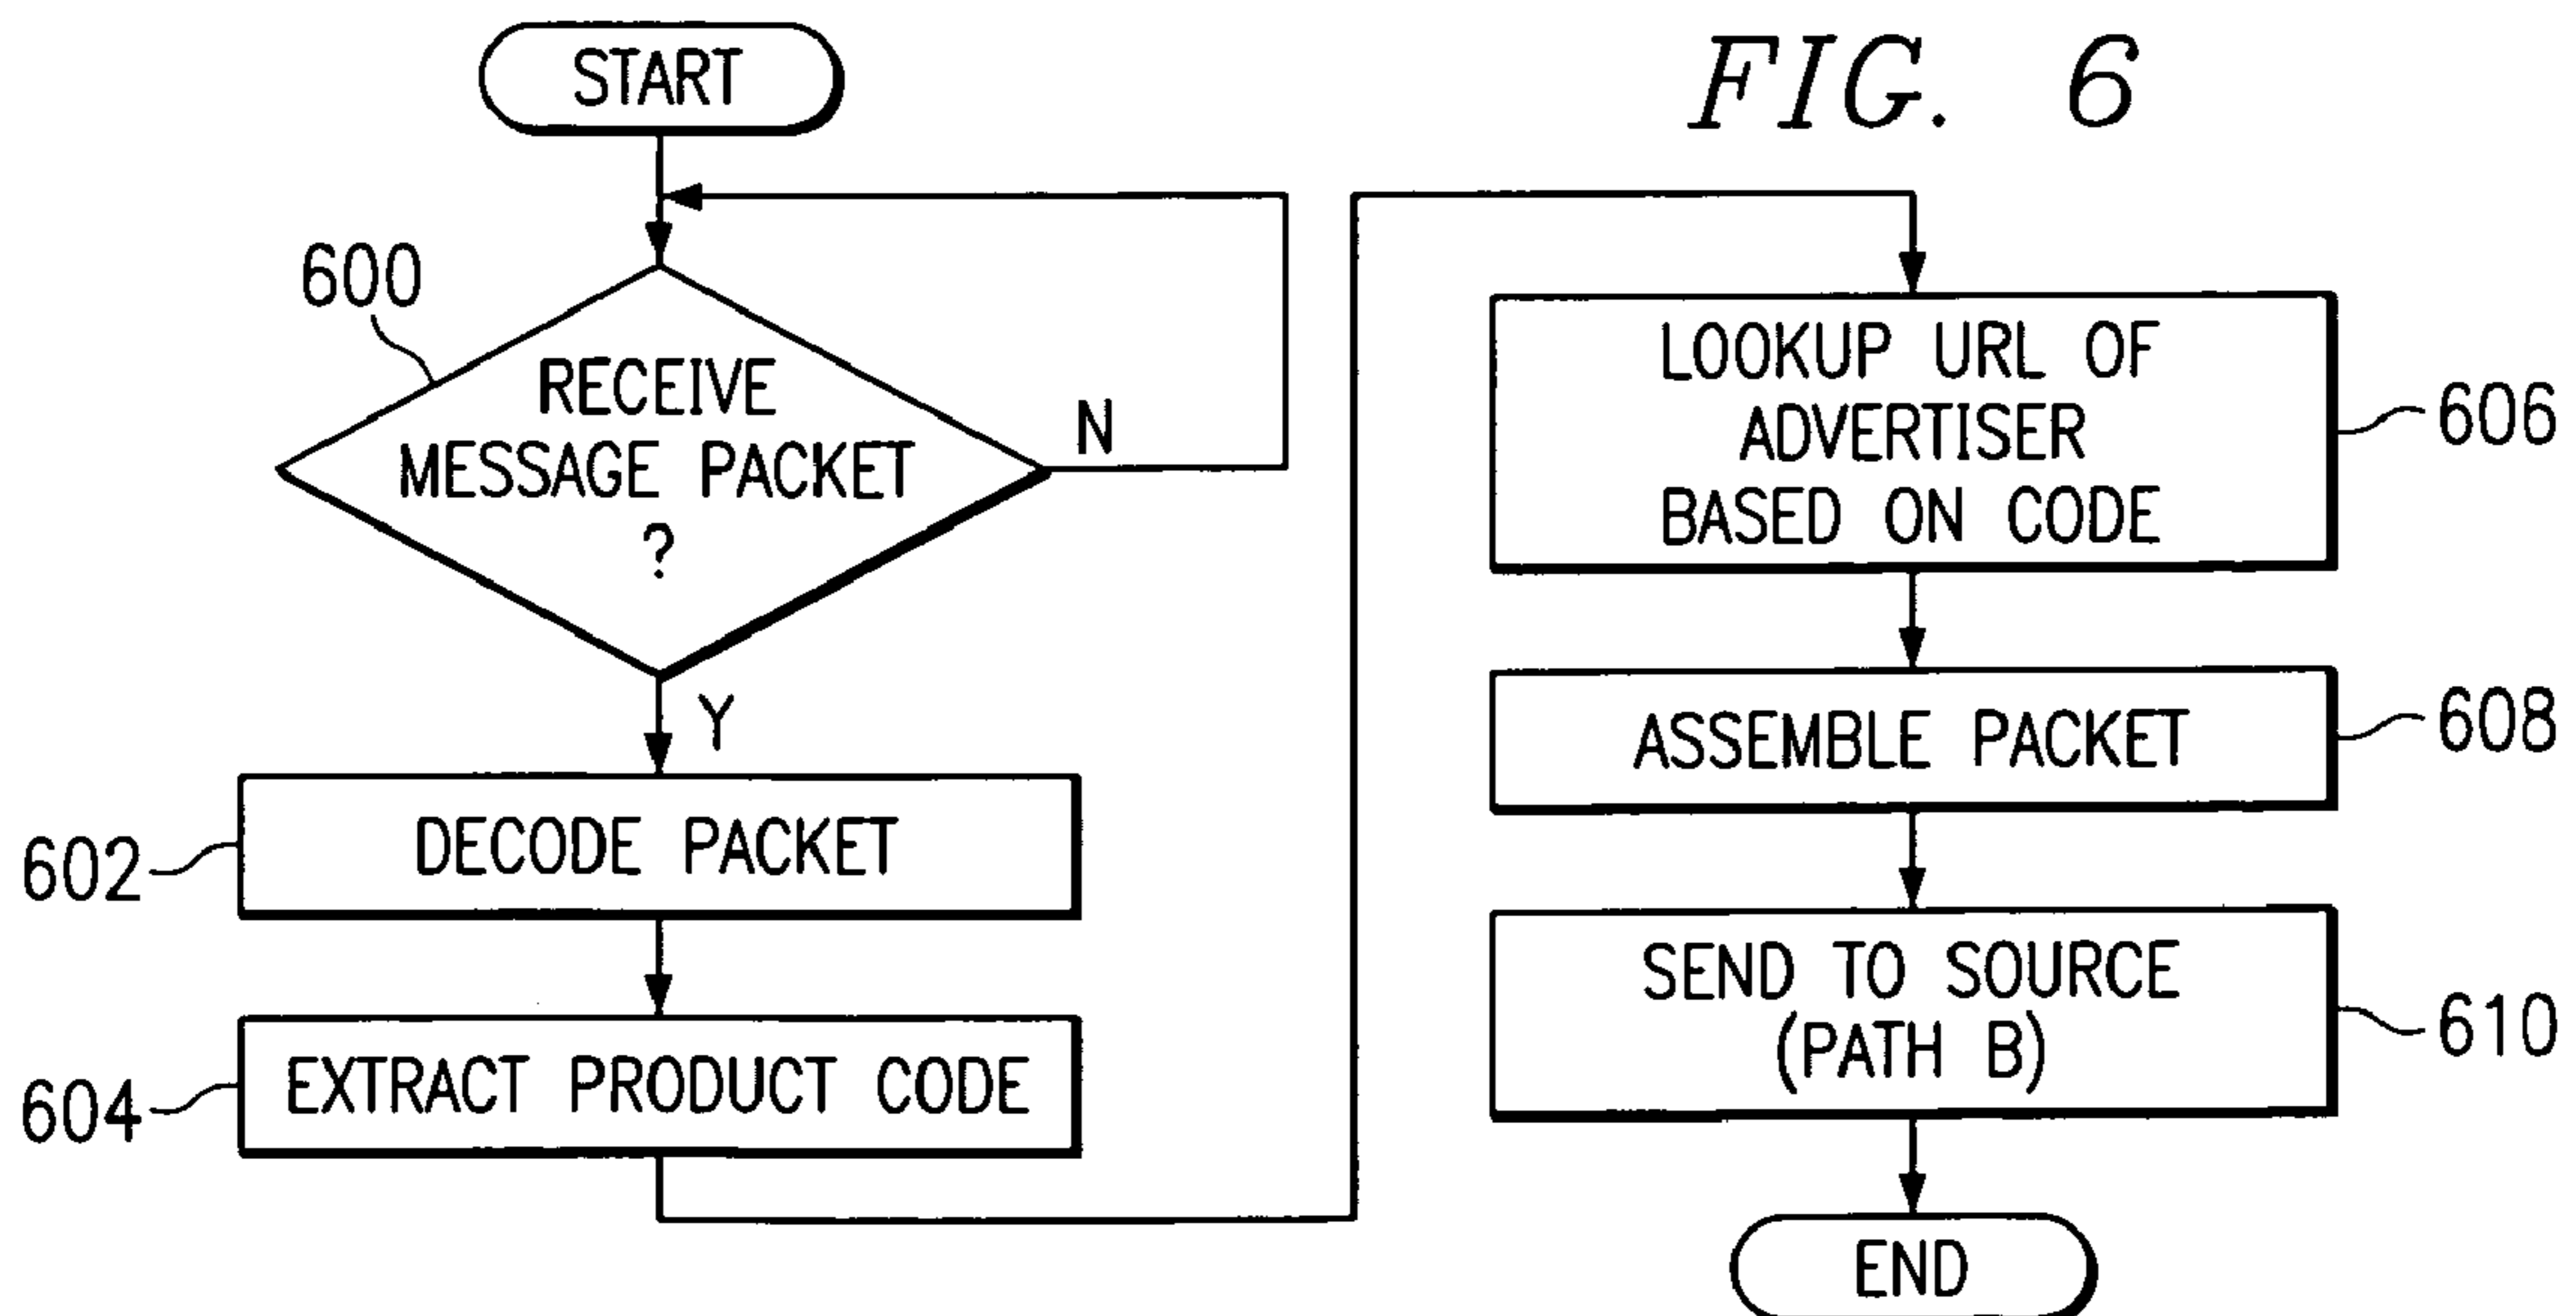 FIG. 6
START
600
RECEIVE
MESSAGE PACKET
?
N
Y
602
DECODE PACKET
604
EXTRACT PRODUCT CODE
LOOKUP URL OF
ADVERTISER
BASED ON CODE
606
ASSEMBLE PACKET
608
SEND TO SOURCE
(PATH B)
610
END